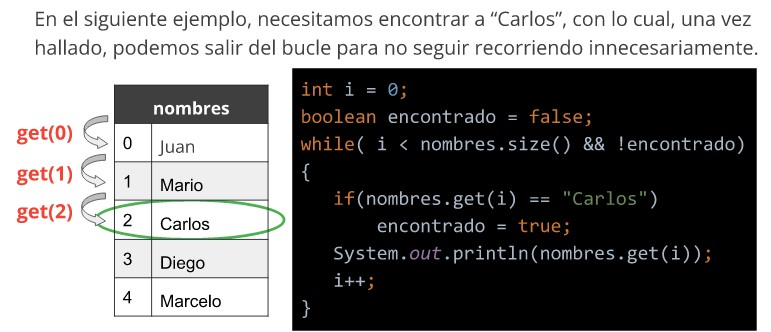 En el siguiente ejemplo, necesitamos encontrar a “Carlos”, con lo cual, una vez
hallado, podemos salir del bucle para no seguir recorriendo innecesariamente.
nombres
get(0)
0 Juan
get(1)
1 Mario
get(2)
2 Carlos
3 Diego
4 Marcelo
int i = 0;
boolean encontrado = false;
while( i < nombres.size() && !encontrado)
{
if(nombres.get(i) == "Carlos")
encontrado = true;
System.out.println(nombres.get(i));
i++;
}